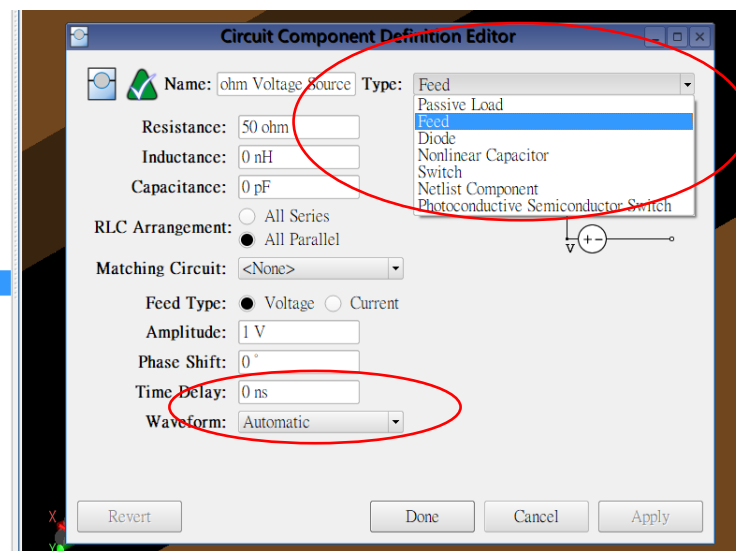 Circuit Component Definition Editor
Name: ohm Voltage Source Type: Feed
Passive Load
Feed
Diode
Nonlinear Capacitor
Switch
Netlist Component
Photoconductive Semiconductor Switch
Resistance: 50 ohm
Inductance: 0 nH
Capacitance: 0 pF
RLC Arrangement: All Series
All Parallel
V + -
Matching Circuit: <None>
Feed Type: Voltage Current
Amplitude: 1 V
Phase Shift: 0 °
Time Delay: 0 ns
Waveform: Automatic
Revert Done Cancel Apply
X
Y